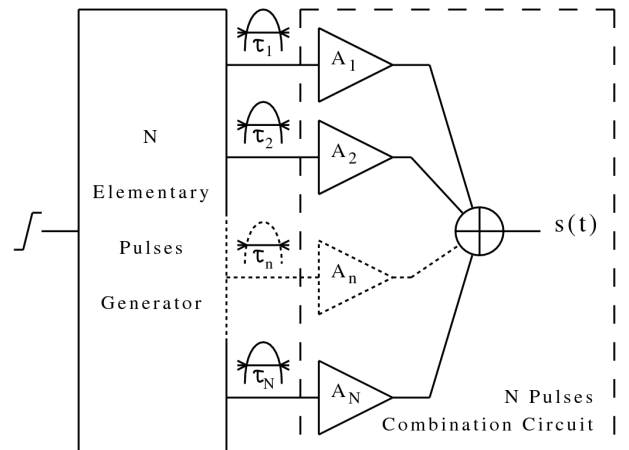 N
Elementary
Pulses
Generator
τ1
A1
τ2
A2
τn
An
τN
AN
s(t)
N Pulses
Combination Circuit